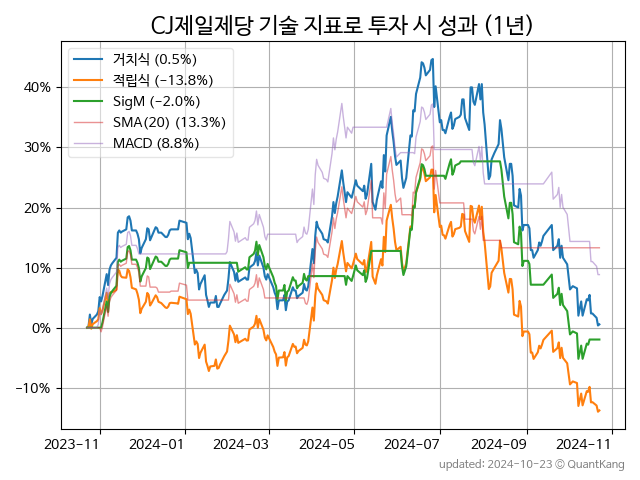 CJ제일제당 기술 지표로 투자 시 성과 (1년)
거치식 (0.5%)
적립식 (−13.8%)
SigM (−2.0%)
SMA(20) (13.3%)
MACD (8.8%)
40%
30%
20%
10%
0%
−10%
2023-11 2024-01 2024-03 2024-05 2024-07 2024-09 2024-11
updated: 2024-10-23 © QuantKang